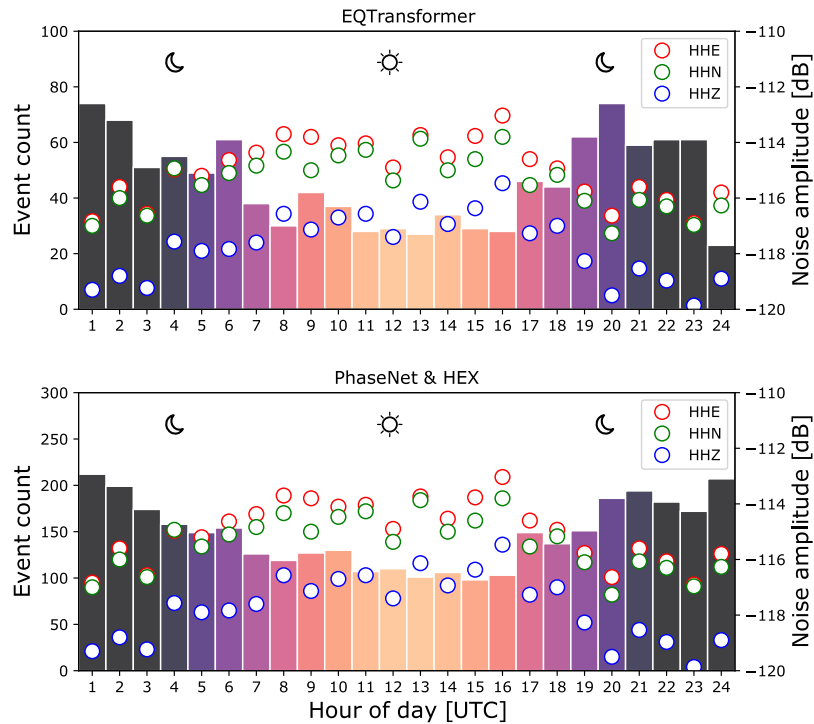 EQTransformer
100
80
60
40
20
0
Event count
−110
−112
−114
−116
−118
−120
Noise amplitude [dB]
HHE
HHN
HHZ
1 2 3 4 5 6 7 8 9 10 11 12 13 14 15 16 17 18 19 20 21 22 23 24
PhaseNet & HEX
300
250
200
150
100
50
0
Event count
−110
−112
−114
−116
−118
−120
Noise amplitude [dB]
HHE
HHN
HHZ
1 2 3 4 5 6 7 8 9 10 11 12 13 14 15 16 17 18 19 20 21 22 23 24
Hour of day [UTC]